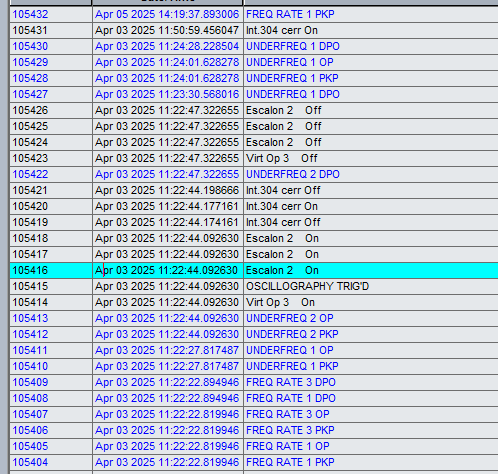 105432 Apr 05 2025 14:19:37.893006 FREQ RATE 1 PKP
105431 Apr 03 2025 11:50:59.456047 Int.304 cerr On
105430 Apr 03 2025 11:24:28.228504 UNDERFREQ 1 DPO
105429 Apr 03 2025 11:24:01.628278 UNDERFREQ 1 OP
105428 Apr 03 2025 11:24:01.628278 UNDERFREQ 1 PKP
105427 Apr 03 2025 11:23:30.568016 UNDERFREQ 1 DPO
105426 Apr 03 2025 11:22:47.322655 Escalon 2 Off
105425 Apr 03 2025 11:22:47.322655 Escalon 2 Off
105424 Apr 03 2025 11:22:47.322655 Escalon 2 Off
105423 Apr 03 2025 11:22:47.322655 Virt Op 3 Off
105422 Apr 03 2025 11:22:47.322655 UNDERFREQ 2 DPO
105421 Apr 03 2025 11:22:44.198666 Int.304 cerr Off
105420 Apr 03 2025 11:22:44.177161 Int.304 cerr On
105419 Apr 03 2025 11:22:44.174161 Int.304 cerr Off
105418 Apr 03 2025 11:22:44.092630 Escalon 2 On
105417 Apr 03 2025 11:22:44.092630 Escalon 2 On
105416 Apr 03 2025 11:22:44.092630 Escalon 2 On
105415 Apr 03 2025 11:22:44.092630 OSCILLOGRAPHY TRIG'D
105414 Apr 03 2025 11:22:44.092630 Virt Op 3 On
105413 Apr 03 2025 11:22:44.092630 UNDERFREQ 2 OP
105412 Apr 03 2025 11:22:44.092630 UNDERFREQ 2 PKP
105411 Apr 03 2025 11:22:27.817487 UNDERFREQ 1 OP
105410 Apr 03 2025 11:22:27.817487 UNDERFREQ 1 PKP
105409 Apr 03 2025 11:22:22.894946 FREQ RATE 3 DPO
105408 Apr 03 2025 11:22:22.894946 FREQ RATE 1 DPO
105407 Apr 03 2025 11:22:22.819946 FREQ RATE 3 OP
105406 Apr 03 2025 11:22:22.819946 FREQ RATE 3 PKP
105405 Apr 03 2025 11:22:22.819946 FREQ RATE 1 OP
105404 Apr 03 2025 11:22:22.819946 FREQ RATE 1 PKP